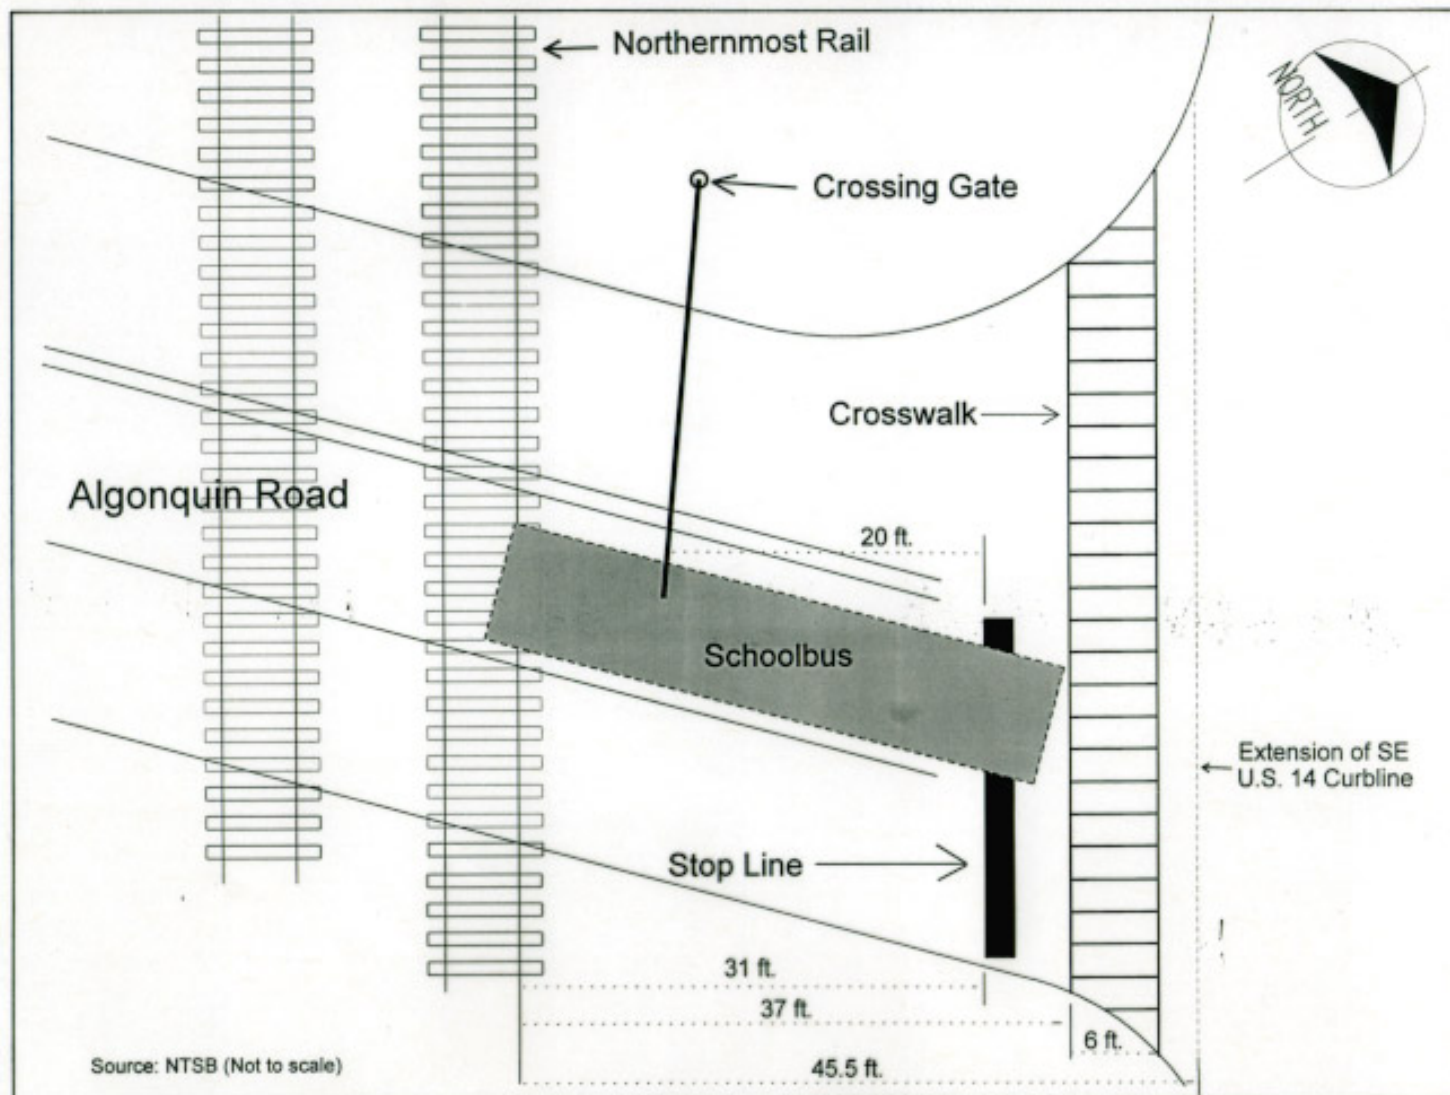 Northernmost Rail
NORTH
Crossing Gate
Crosswalk
Algonquin Road
20 ft.
Schoolbus
Extension of SE
U.S. 14 Curbline
Stop Line
31 ft.
37 ft.
6 ft.
45.5 ft.
Source: NTSB (Not to scale)